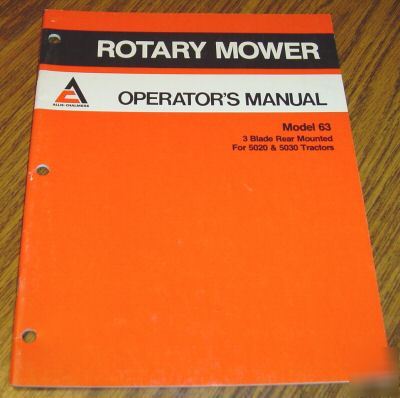 ROTARY MOWER
OPERATOR'S MANUAL
ALLIS-CHALMERS
Model 63
3 Blade Rear Mounted
For 5020 & 5030 Tractors